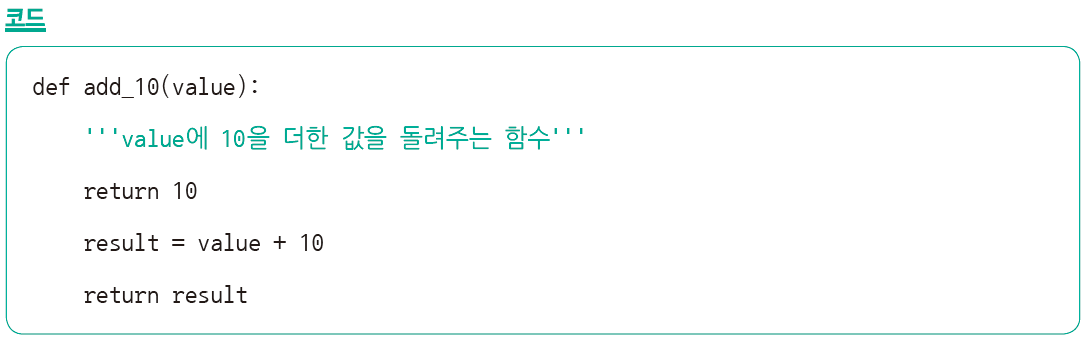 코드
def add_10(value):
    '''value에 10을 더한 값을 돌려주는 함수'''
    return 10
    result = value + 10
    return result